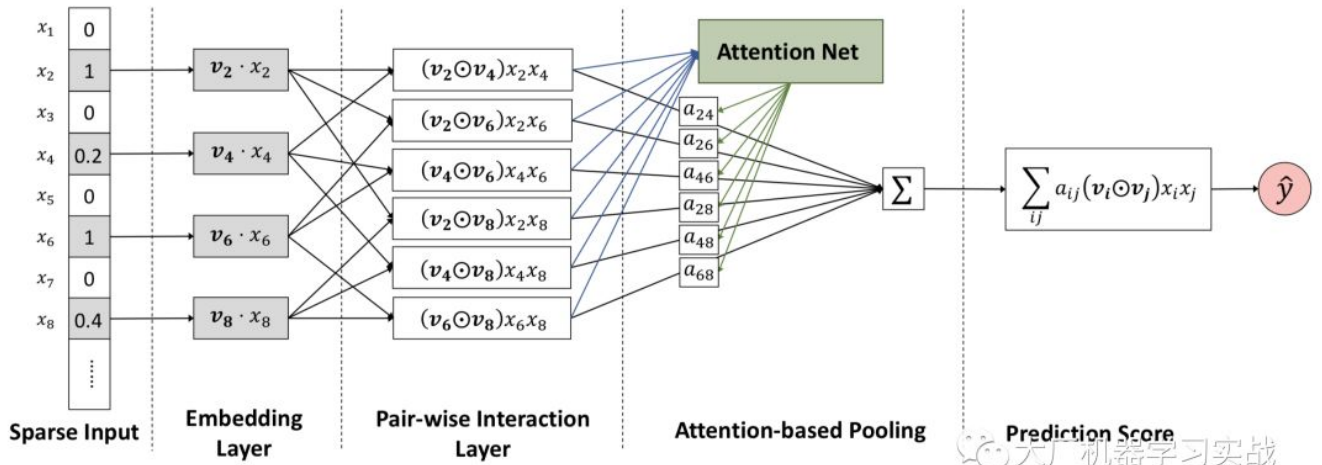 x₁ 0
x₂ 1
x₃ 0
x₄ 0.2
x₅ 0
x₆ 1
x₇ 0
x₈ 0.4
......
Sparse Input
v₂ · x₂
v₄ · x₄
v₆ · x₆
v₈ · x₈
Embedding
Layer
(v₂⊙v₄)x₂x₄
(v₂⊙v₆)x₂x₆
(v₄⊙v₆)x₄x₆
(v₂⊙v₈)x₂x₈
(v₄⊙v₈)x₄x₈
(v₆⊙v₈)x₆x₈
Pair-wise Interaction
Layer
Attention Net
a₂₄
a₂₆
a₄₆
a₂₈
a₄₈
a₆₈
∑
Attention-based Pooling
∑ᵢⱼ aᵢⱼ(vᵢ⊙vⱼ)xᵢxⱼ
ŷ
Prediction Score
大厂机器学习实战